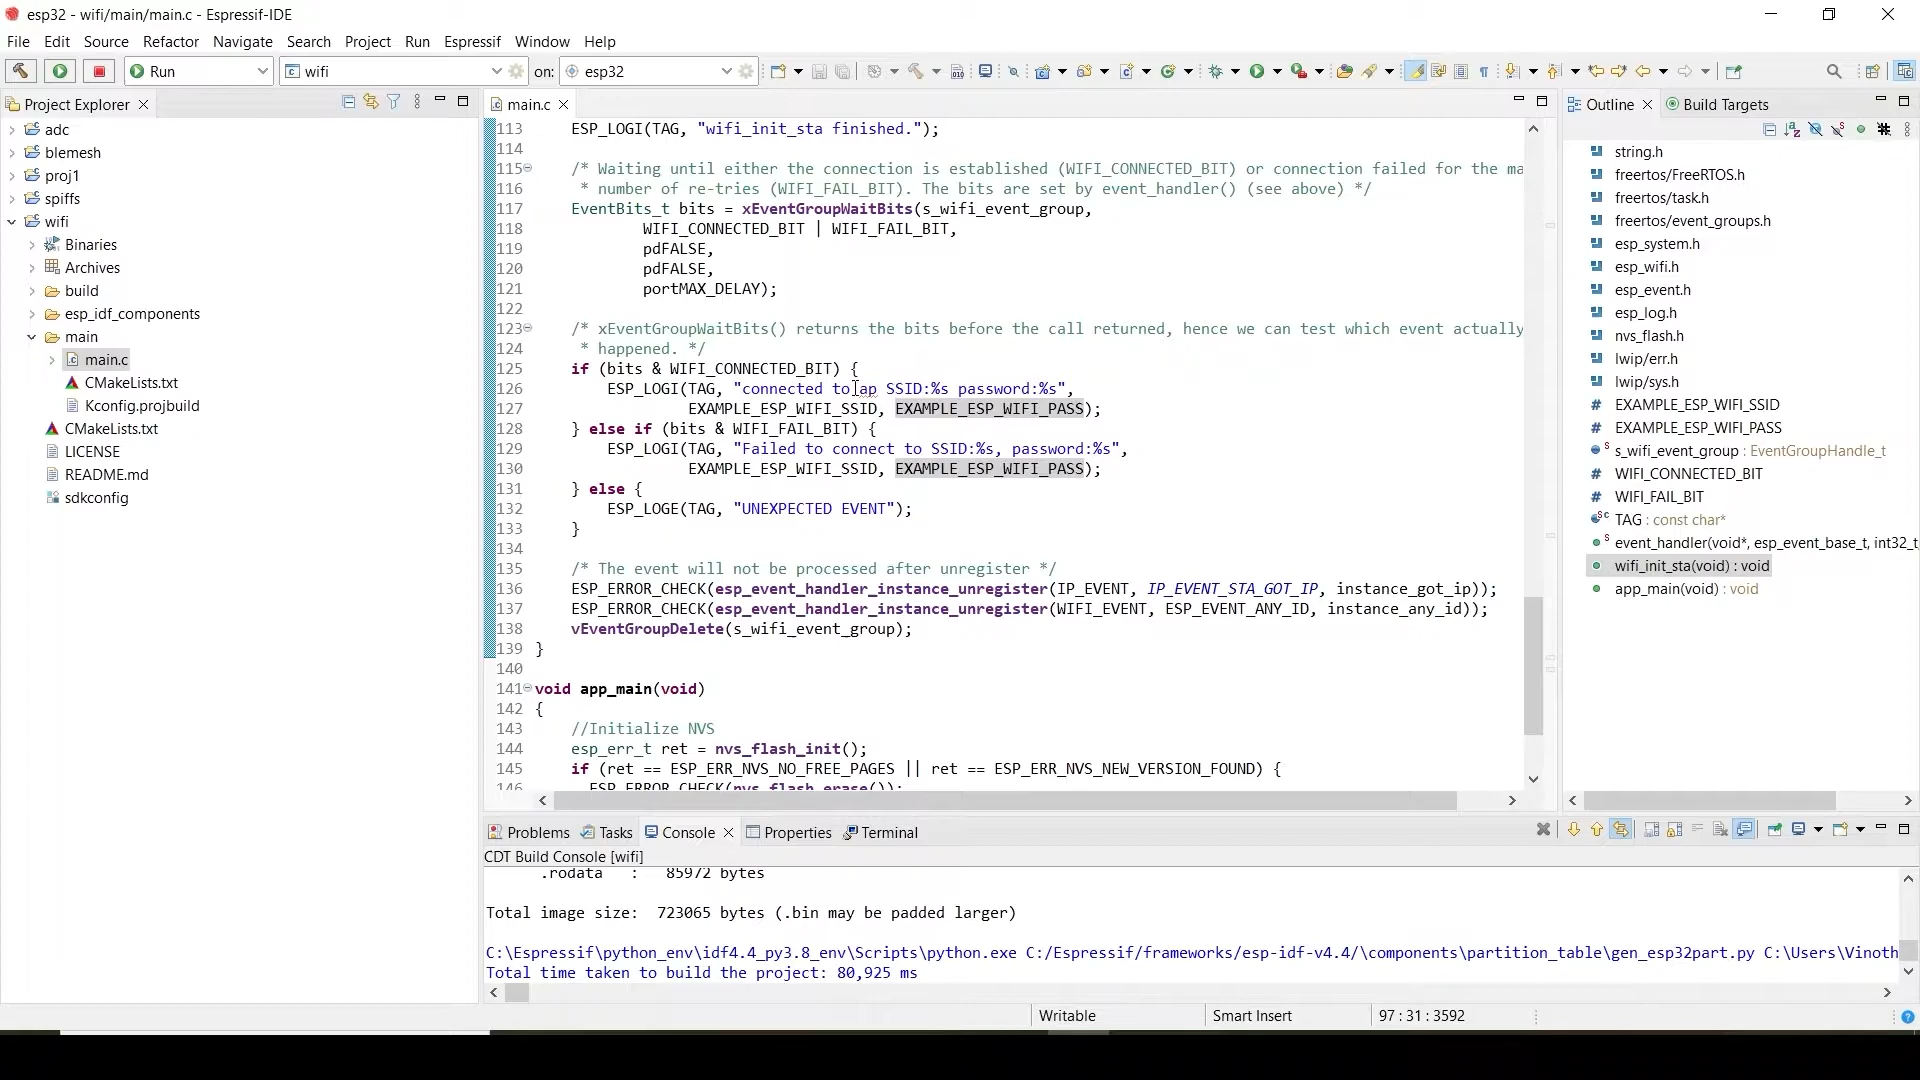 esp32 - wifi/main/main.c - Espressif-IDE
File Edit Source Refactor Navigate Search Project Run Espressif Window Help
Run wifi on: esp32
Project Explorer
adc
blemesh
proj1
spiffs
wifi
Binaries
Archives
build
esp_idf_components
main
main.c
CMakeLists.txt
Kconfig.projbuild
CMakeLists.txt
LICENSE
README.md
sdkconfig
main.c
113 ESP_LOGI(TAG, "wifi_init_sta finished.");
114
115 /* Waiting until either the connection is established (WIFI_CONNECTED_BIT) or connection failed for the ma
116 * number of re-tries (WIFI_FAIL_BIT). The bits are set by event_handler() (see above) */
117 EventBits_t bits = xEventGroupWaitBits(s_wifi_event_group,
118 WIFI_CONNECTED_BIT | WIFI_FAIL_BIT,
119 pdFALSE,
120 pdFALSE,
121 portMAX_DELAY);
122
123 /* xEventGroupWaitBits() returns the bits before the call returned, hence we can test which event actually
124 * happened. */
125 if (bits & WIFI_CONNECTED_BIT) {
126 ESP_LOGI(TAG, "connected to ap SSID:%s password:%s",
127 EXAMPLE_ESP_WIFI_SSID, EXAMPLE_ESP_WIFI_PASS);
128 } else if (bits & WIFI_FAIL_BIT) {
129 ESP_LOGI(TAG, "Failed to connect to SSID:%s, password:%s",
130 EXAMPLE_ESP_WIFI_SSID, EXAMPLE_ESP_WIFI_PASS);
131 } else {
132 ESP_LOGE(TAG, "UNEXPECTED EVENT");
133 }
134
135 /* The event will not be processed after unregister */
136 ESP_ERROR_CHECK(esp_event_handler_instance_unregister(IP_EVENT, IP_EVENT_STA_GOT_IP, instance_got_ip));
137 ESP_ERROR_CHECK(esp_event_handler_instance_unregister(WIFI_EVENT, ESP_EVENT_ANY_ID, instance_any_id));
138 vEventGroupDelete(s_wifi_event_group);
139 }
140
141 void app_main(void)
142 {
143 //Initialize NVS
144 esp_err_t ret = nvs_flash_init();
145 if (ret == ESP_ERR_NVS_NO_FREE_PAGES || ret == ESP_ERR_NVS_NEW_VERSION_FOUND) {
146 ESP_ERROR_CHECK(nvs_flash_erase());
Outline Build Targets
string.h
freertos/FreeRTOS.h
freertos/task.h
freertos/event_groups.h
esp_system.h
esp_wifi.h
esp_event.h
esp_log.h
nvs_flash.h
lwip/err.h
lwip/sys.h
# EXAMPLE_ESP_WIFI_SSID
# EXAMPLE_ESP_WIFI_PASS
s_wifi_event_group : EventGroupHandle_t
# WIFI_CONNECTED_BIT
# WIFI_FAIL_BIT
TAG : const char*
event_handler(void*, esp_event_base_t, int32_t,
wifi_init_sta(void) : void
app_main(void) : void
Problems Tasks Console Properties Terminal
CDT Build Console [wifi]
.rodata : 85972 bytes
Total image size: 723065 bytes (.bin may be padded larger)
C:\Espressif\python_env\idf4.4_py3.8_env\Scripts\python.exe C:/Espressif/frameworks/esp-idf-v4.4/\components\partition_table\gen_esp32part.py C:\Users\Vinoth
Total time taken to build the project: 80,925 ms
Writable Smart Insert 97 : 31 : 3592